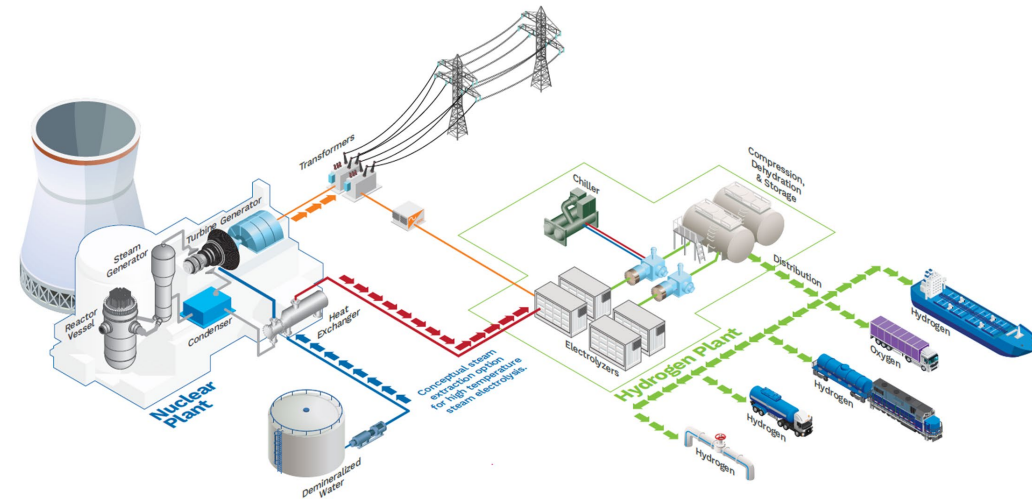 Transformers
Compression,
Dehydration
& Storage
Chiller
Turbine Generator
Steam
Generator
Distribution
Reactor
Vessel
Condenser
Heat
Exchanger
Hydrogen
Electrolyzers
Oxygen
Nuclear
Plant
Conceptual steam
extraction option
for high temperature
steam electrolysis.
Hydrogen Plant
Hydrogen
Hydrogen
Hydrogen
Demineralized
Water